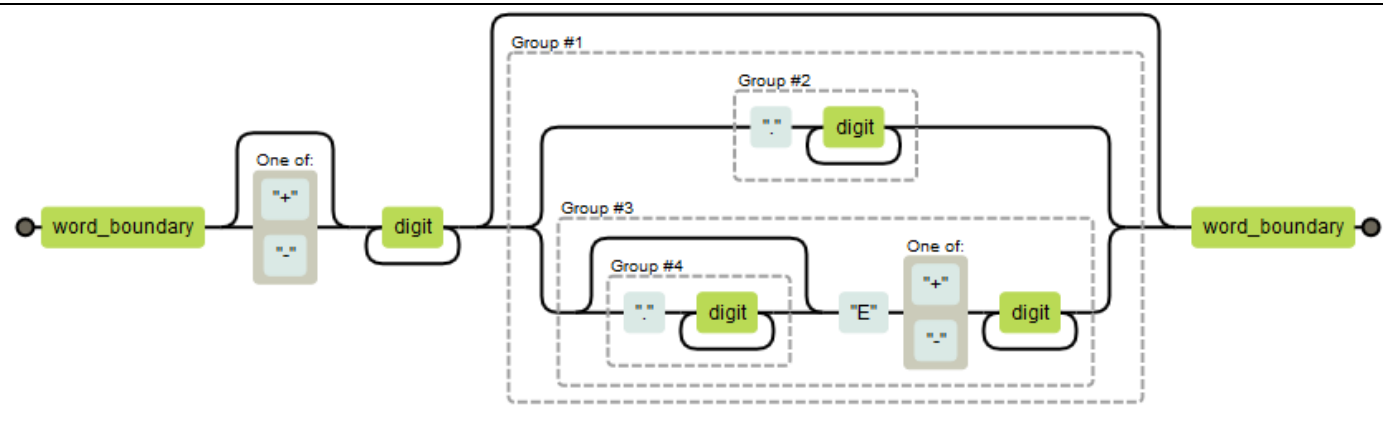 Group #1
Group #2
"." digit
One of:
"+"
"-"
word_boundary
digit
word_boundary
Group #3
Group #4
"." digit
"E"
One of:
"+"
"-"
digit